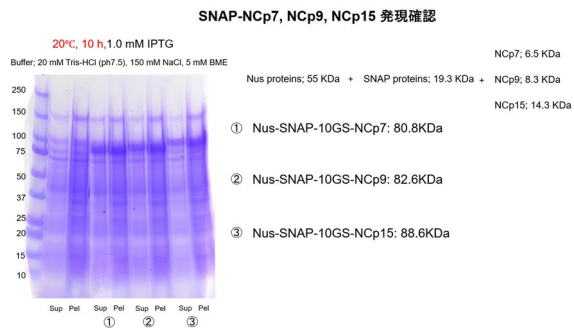 SNAP-NCp7, NCp9, NCp15 発現確認
20℃, 10 h,1.0 mM IPTG
Buffer; 20 mM Tris-HCl (ph7.5), 150 mM NaCl, 5 mM BME
NCp7; 6.5 KDa
Nus proteins; 55 KDa + SNAP proteins; 19.3 KDa + NCp9; 8.3 KDa
NCp15; 14.3 KDa
250
150
100
75
50
37
25
20
15
10
① Nus-SNAP-10GS-NCp7: 80.8KDa
② Nus-SNAP-10GS-NCp9: 82.6KDa
③ Nus-SNAP-10GS-NCp15: 88.6KDa
Sup Pel Sup Pel Sup Pel Sup Pel
① ② ③